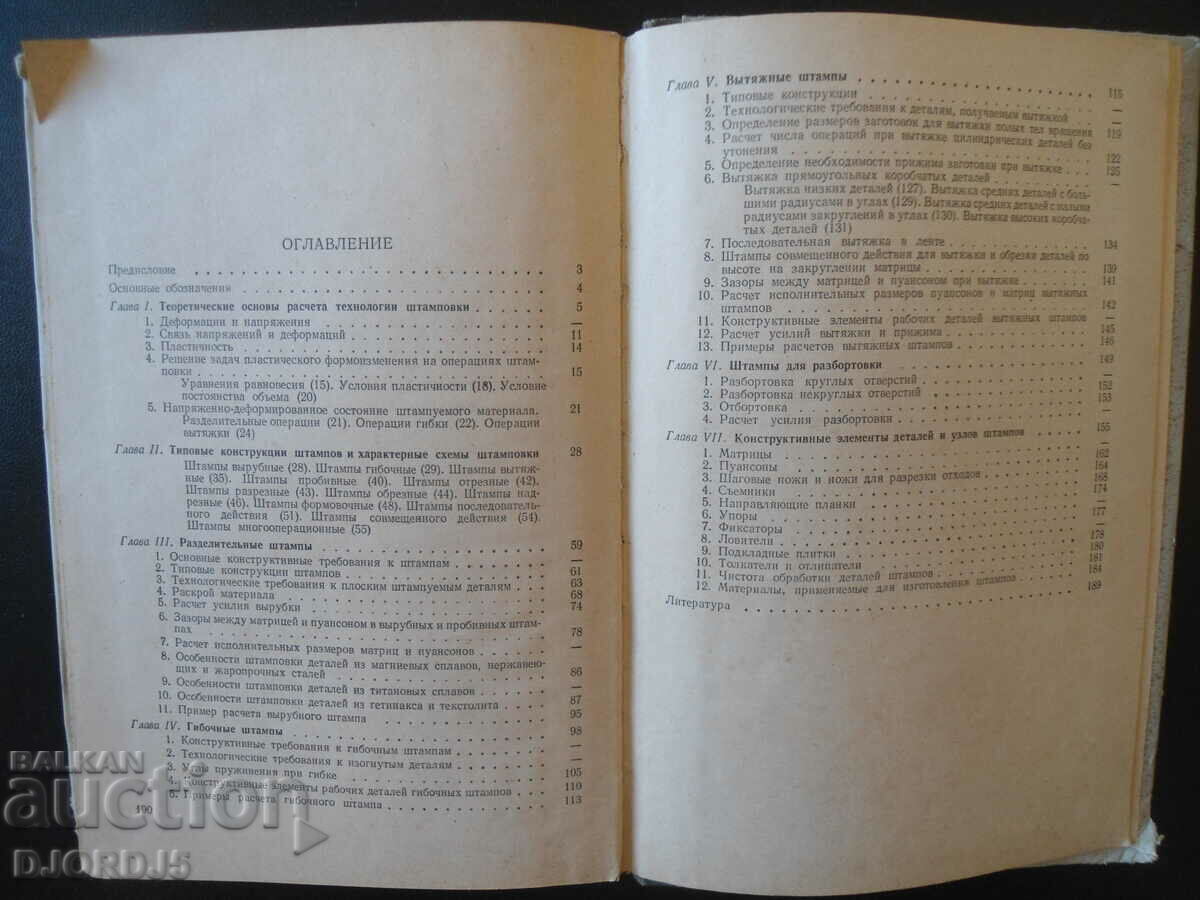 ОГЛАВЛЕНИЕ
Предисловие . . . 3
Основные обозначения . . . 4
Глава I. Теоретические основы расчета технологии штамповки . . . 5
1. Деформации и напряжения . . . —
2. Связь напряжений и деформаций . . . 11
3. Пластичность . . . 14
4. Решение задач пластического формоизменения на операциях штам-
повки . . . 15
Уравнения равновесия (15). Условия пластичности (18). Условие
постоянства объема (20)
5. Напряженно-деформированное состояние штампуемого материала. 21
Разделительные операции (21). Операции гибки (22). Операции
вытяжки (24)
Глава II. Типовые конструкции штампов и характерные схемы штамповки 28
Штампы вырубные (28). Штампы гибочные (29). Штампы вытяж-
ные (35). Штампы пробивные (40). Штампы отрезные (42).
Штампы разрезные (43). Штампы обрезные (44). Штампы над-
резные (46). Штампы формовочные (48). Штампы последователь-
ного действия (51). Штампы совмещенного действия (54).
Штампы многооперационные (55)
Глава III. Разделительные штампы . . . 59
1. Основные конструктивные требования к штампам . . . —
2. Типовые конструкции штампов . . . 61
3. Технологические требования к плоским штампуемым деталям . . . 63
4. Раскрой материала . . . 68
5. Расчет усилия вырубки . . . 74
6. Зазоры между матрицей и пуансоном в вырубных и пробивных штам-
пах . . . 78
7. Расчет исполнительных размеров матриц и пуансонов . . . —
8. Особенности штамповки деталей из магниевых сплавов, нержавею-
щих и жаропрочных сталей . . . 86
9. Особенности штамповки деталей из титановых сплавов . . . —
10. Особенности штамповки деталей из гетинакса и текстолита . . . 87
11. Пример расчета вырубного штампа . . . 95
Глава IV. Гибочные штампы . . . 98
1. Конструктивные требования к гибочным штампам . . . —
2. Технологические требования к изогнутым деталям . . . —
3. Углы пружинения при гибке . . . 105
4. Конструктивные элементы рабочих деталей гибочных штампов . . . 110
5. Примеры расчета гибочного штампа . . . 113
190
Глава V. Вытяжные штампы . . . 115
1. Типовые конструкции . . . —
2. Технологические требования к деталям, получаемым вытяжкой . . . —
3. Определение размеров заготовок для вытяжки полых тел вращения 119
4. Расчет числа операций при вытяжке цилиндрических деталей без
утонения . . . 122
5. Определение необходимости прижима заготовки при вытяжке . . . 125
6. Вытяжка прямоугольных коробчатых деталей . . . —
Вытяжка низких деталей (127). Вытяжка средних деталей с боль-
шими радиусами в углах (129). Вытяжка средних деталей с малыми
радиусами закруглений в углах (130). Вытяжка высоких коробча-
тых деталей (131)
7. Последовательная вытяжка в ленте . . . 134
8. Штампы совмещенного действия для вытяжки и обрезки деталей по
высоте на закруглении матрицы . . . 139
9. Зазоры между матрицей и пуансоном при вытяжке . . . 141
10. Расчет исполнительных размеров пуансонов и матриц вытяжных
штампов . . . 142
11. Конструктивные элементы рабочих деталей вытяжных штампов —
12. Расчет усилий вытяжки и прижима . . . 145
13. Примеры расчетов вытяжных штампов . . . 146
Глава VI. Штампы для разбортовки . . . 149
1. Разбортовка круглых отверстий . . . —
2. Разбортовка некруглых отверстий . . . 152
3. Отбортовка . . . 153
4. Расчет усилия разбортовки . . . —
Глава VII. Конструктивные элементы деталей и узлов штампов . . . 155
1. Матрицы . . . —
2. Пуансоны . . . 162
3. Шаговые ножи и ножи для разрезки отходов . . . 164
4. Съемники . . . 168
5. Направляющие планки . . . 174
6. Упоры . . . 177
7. Фиксаторы . . . —
8. Ловители . . . 178
9. Подкладные плитки . . . 180
10. Толкатели и отлипатели . . . 181
11. Чистота обработки деталей штампов . . . 184
12. Материалы, применяемые для изготовления штампов . . . —
Литература . . . 189
BALKAN
auction
DJORDJ5